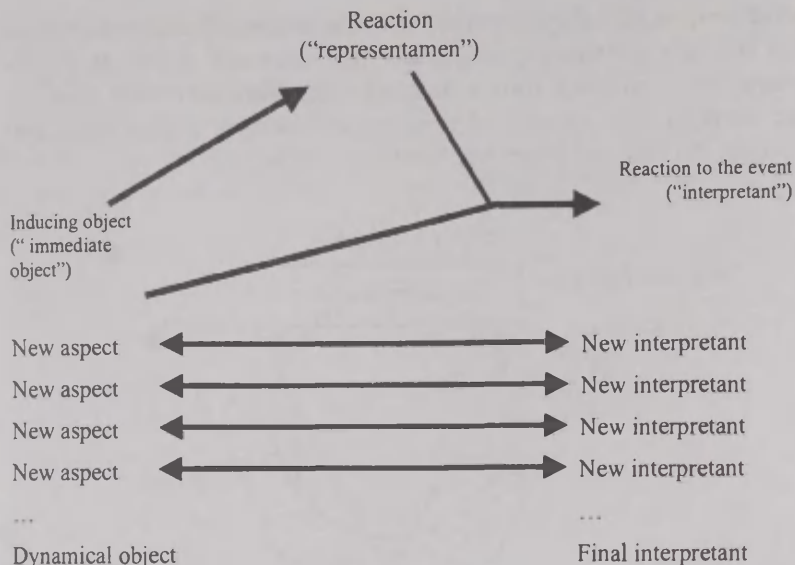 Reaction
(“representamen”)
Reaction to the event
(“interpretant”)
Inducing object
(“ immediate
object”)
New aspect New interpretant
New aspect New interpretant
New aspect New interpretant
New aspect New interpretant
... ...
Dynamical object Final interpretant